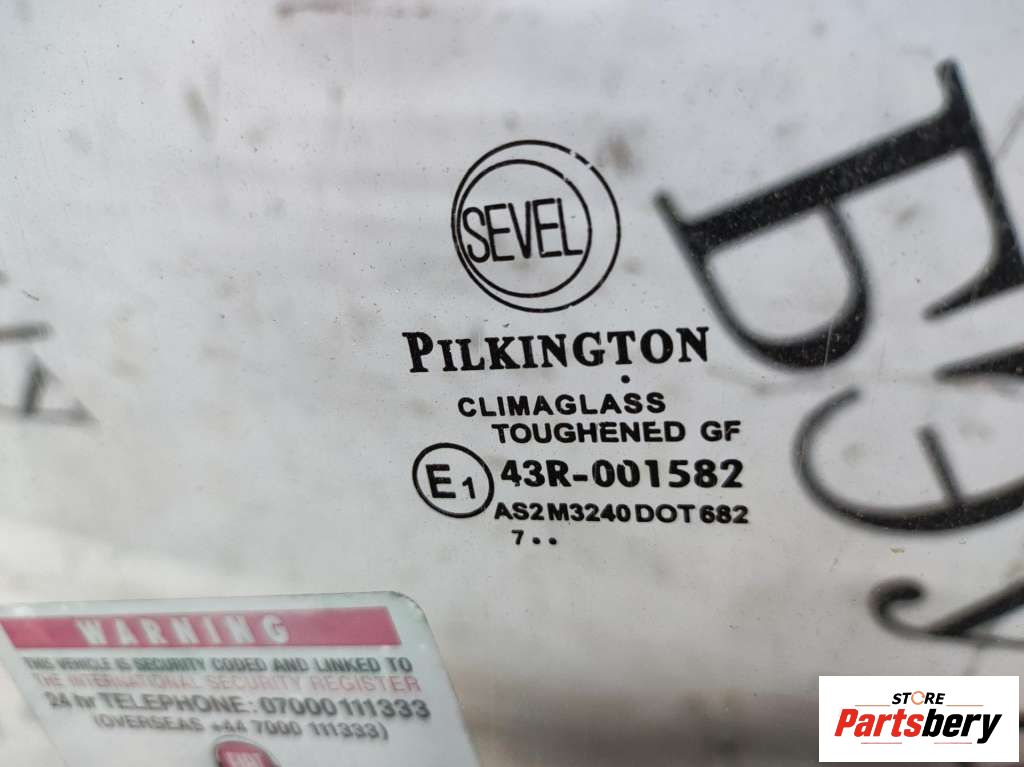 SEVEL
PILKINGTON
CLIMAGLASS
TOUGHENED GF
E1 43R-001582
AS2 M3240 DOT 682
7..
WARNING
THIS VEHICLE IS SECURITY CODED AND LINKED TO
THE INTERNATIONAL SECURITY REGISTER
24 hr TELEPHONE: 07000 111333
(OVERSEAS +44 7000 111333)
STORE
Partsbery